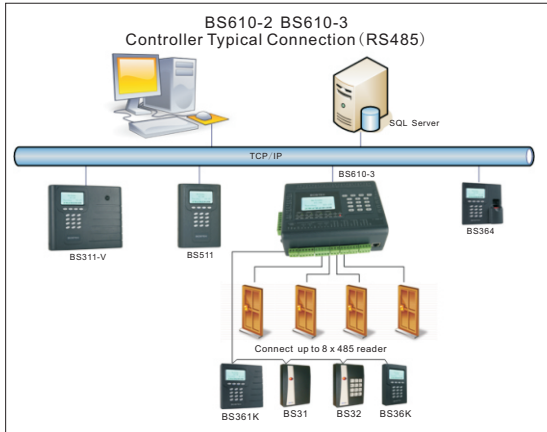 BS610-2 BS610-3
Controller Typical Connection(RS485)
SQL Server
TCP/IP
BS610-3
BS311-V
BS511
BS364
Connect up to 8 x 485 reader
BS361K
BS31
BS32
BS36K